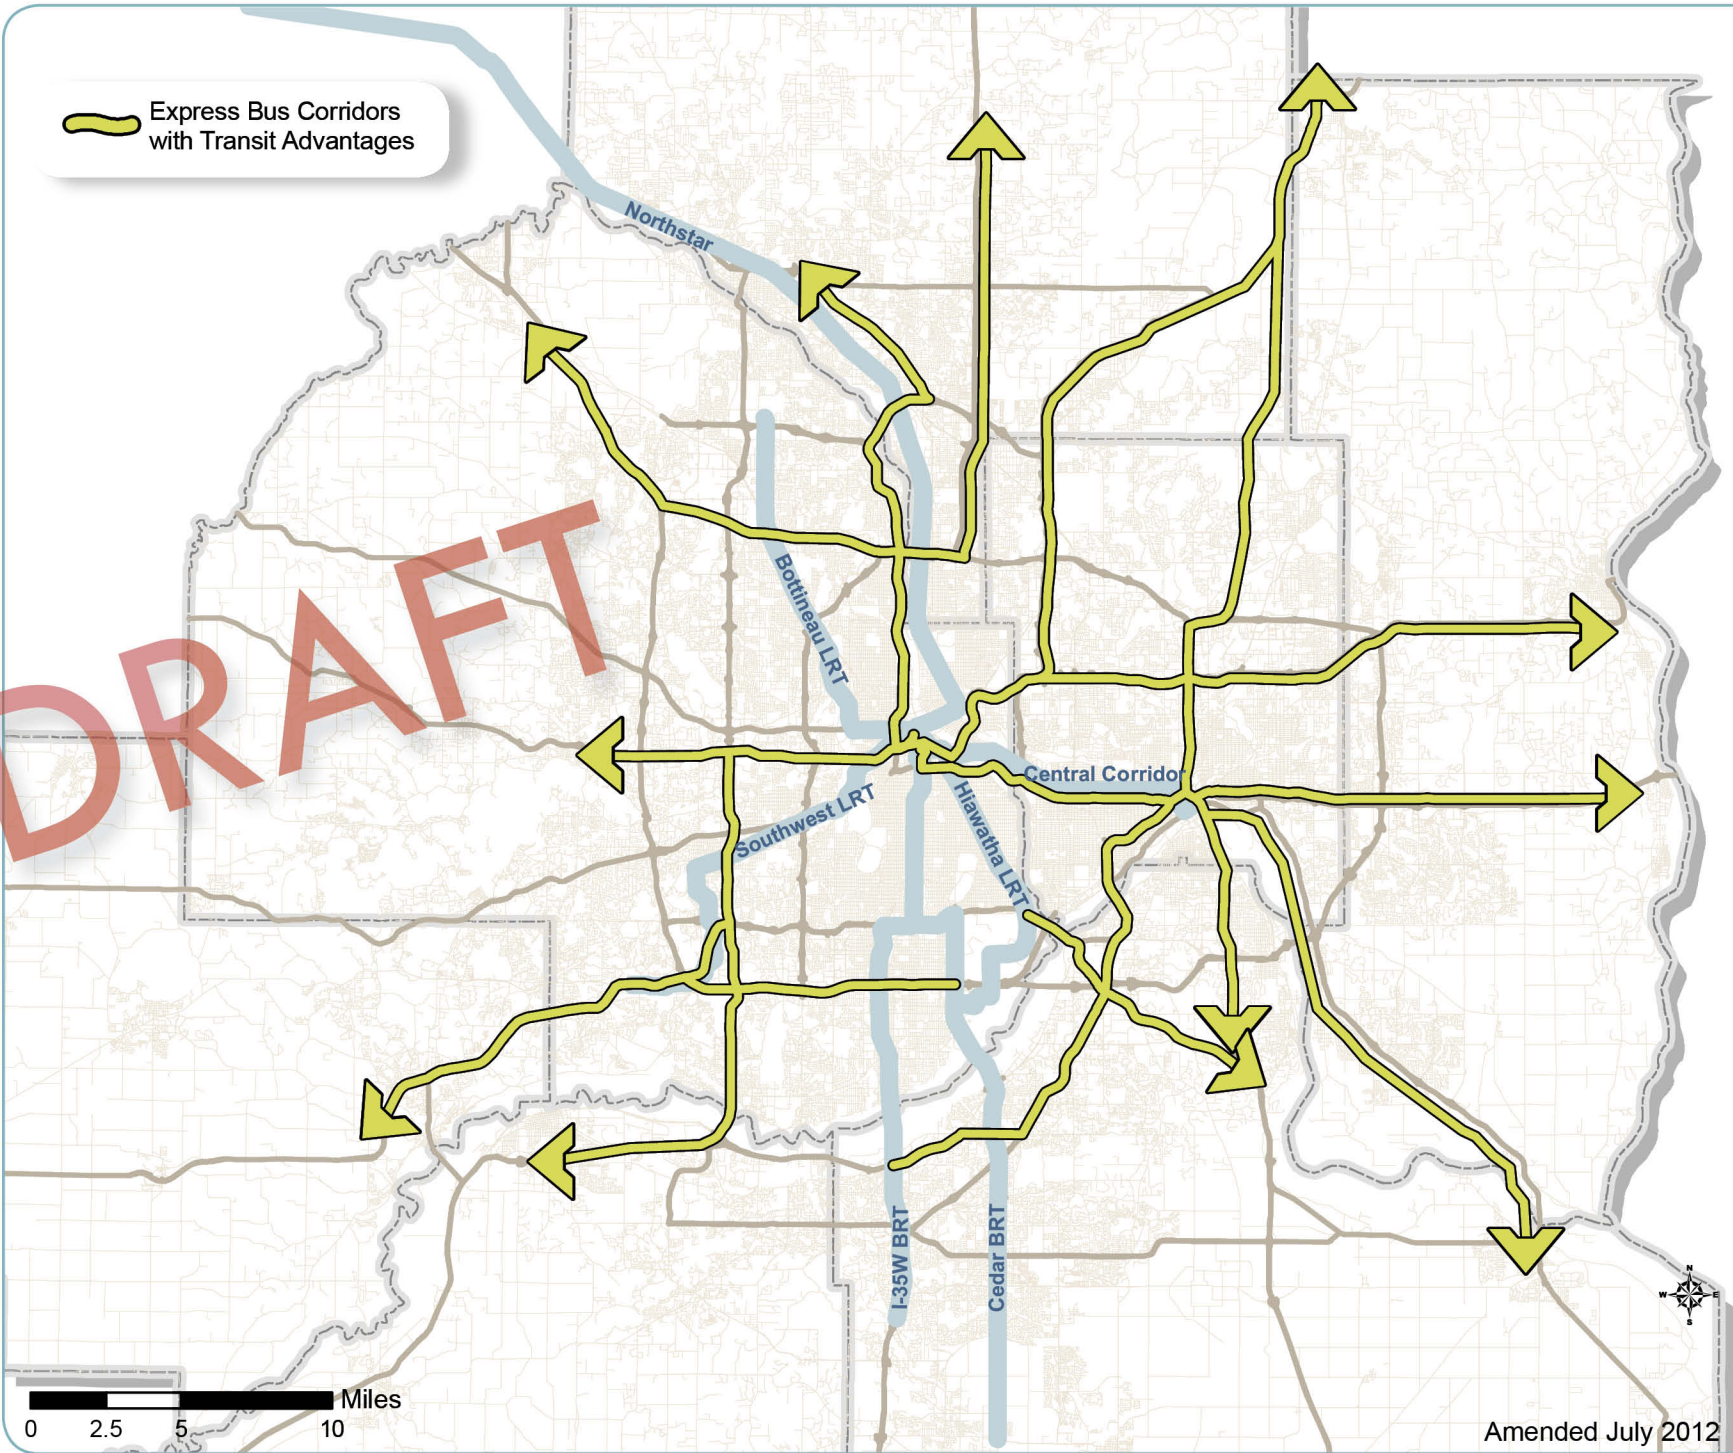 Express Bus Corridors
with Transit Advantages
Northstar
DRAFT
Bottineau LRT
Central Corridor
Southwest LRT
Hiawatha LRT
I-35W BRT
Cedar BRT
N
W E
S
Miles
0 2.5 5 10
Amended July 2012